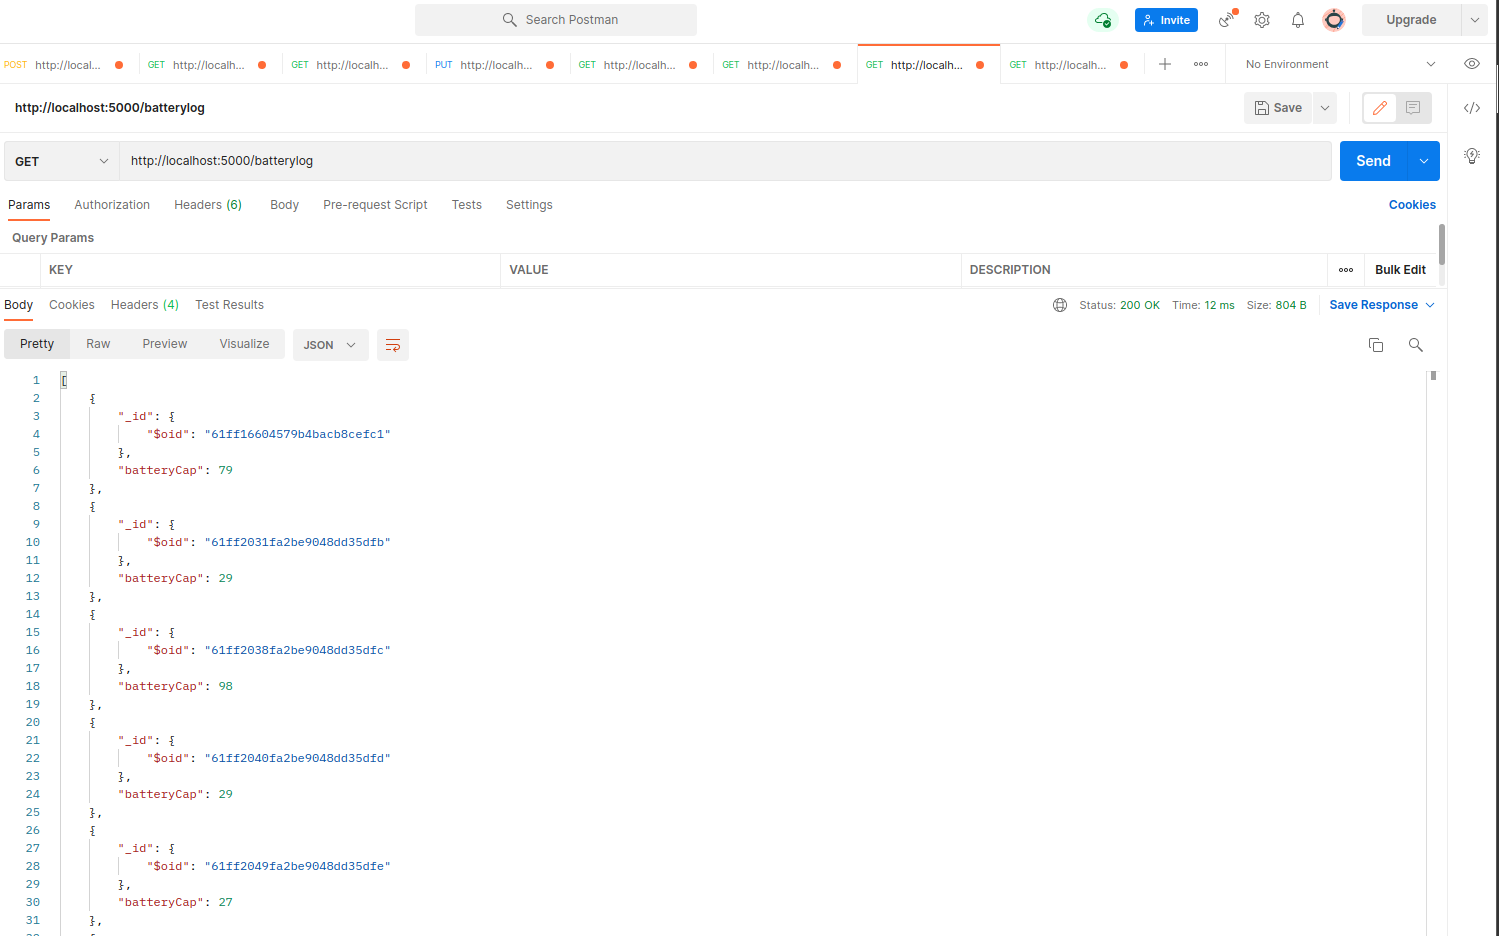 Search Postman
Invite
Upgrade
POST http://local...
GET http://localh...
GET http://localh...
PUT http://localh...
GET http://localh...
GET http://localh...
GET http://localh...
GET http://localh...
No Environment
http://localhost:5000/batterylog
Save
GET http://localhost:5000/batterylog Send
Params Authorization Headers (6) Body Pre-request Script Tests Settings Cookies
Query Params
KEY VALUE DESCRIPTION Bulk Edit
Body Cookies Headers (4) Test Results Status: 200 OK Time: 12 ms Size: 804 B Save Response
Pretty Raw Preview Visualize JSON
1 [
2 {
3 "_id": {
4 "$oid": "61ff16604579b4bacb8cefc1"
5 },
6 "batteryCap": 79
7 },
8 {
9 "_id": {
10 "$oid": "61ff2031fa2be9048dd35dfb"
11 },
12 "batteryCap": 29
13 },
14 {
15 "_id": {
16 "$oid": "61ff2038fa2be9048dd35dfc"
17 },
18 "batteryCap": 98
19 },
20 {
21 "_id": {
22 "$oid": "61ff2040fa2be9048dd35dfd"
23 },
24 "batteryCap": 29
25 },
26 {
27 "_id": {
28 "$oid": "61ff2049fa2be9048dd35dfe"
29 },
30 "batteryCap": 27
31 },